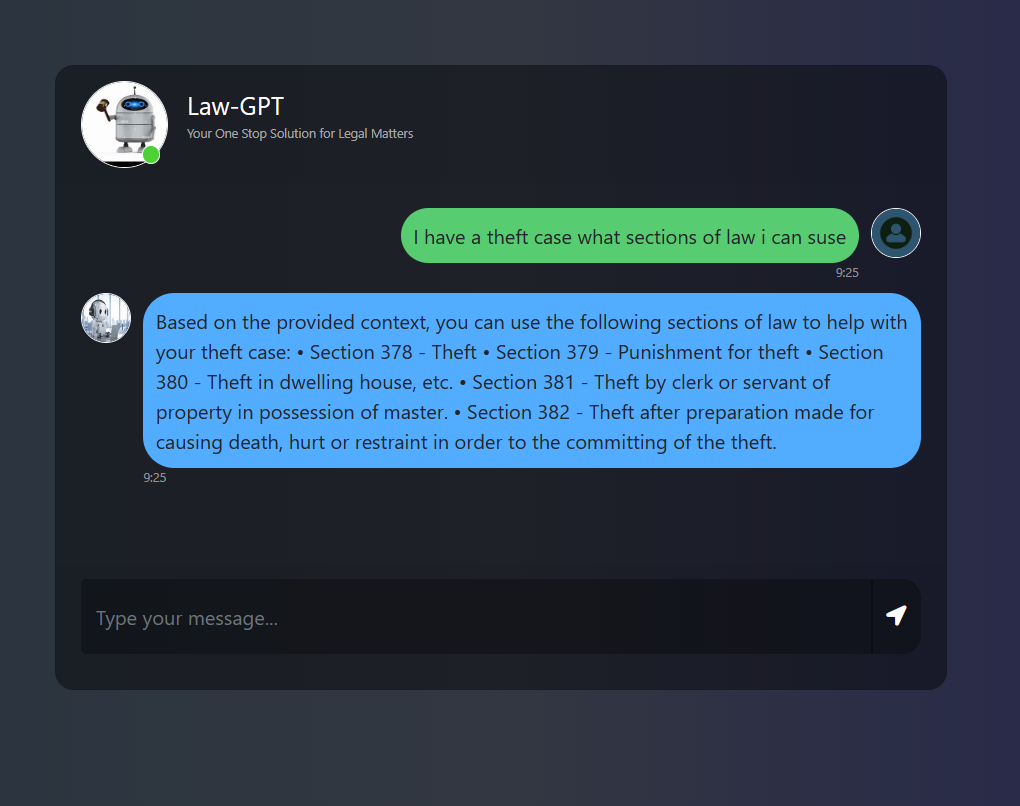 Law-GPT
Your One Stop Solution for Legal Matters
I have a theft case what sections of law i can suse
9:25
Based on the provided context, you can use the following sections of law to help with
your theft case: • Section 378 - Theft • Section 379 - Punishment for theft • Section
380 - Theft in dwelling house, etc. • Section 381 - Theft by clerk or servant of
property in possession of master. • Section 382 - Theft after preparation made for
causing death, hurt or restraint in order to the committing of the theft.
9:25
Type your message...